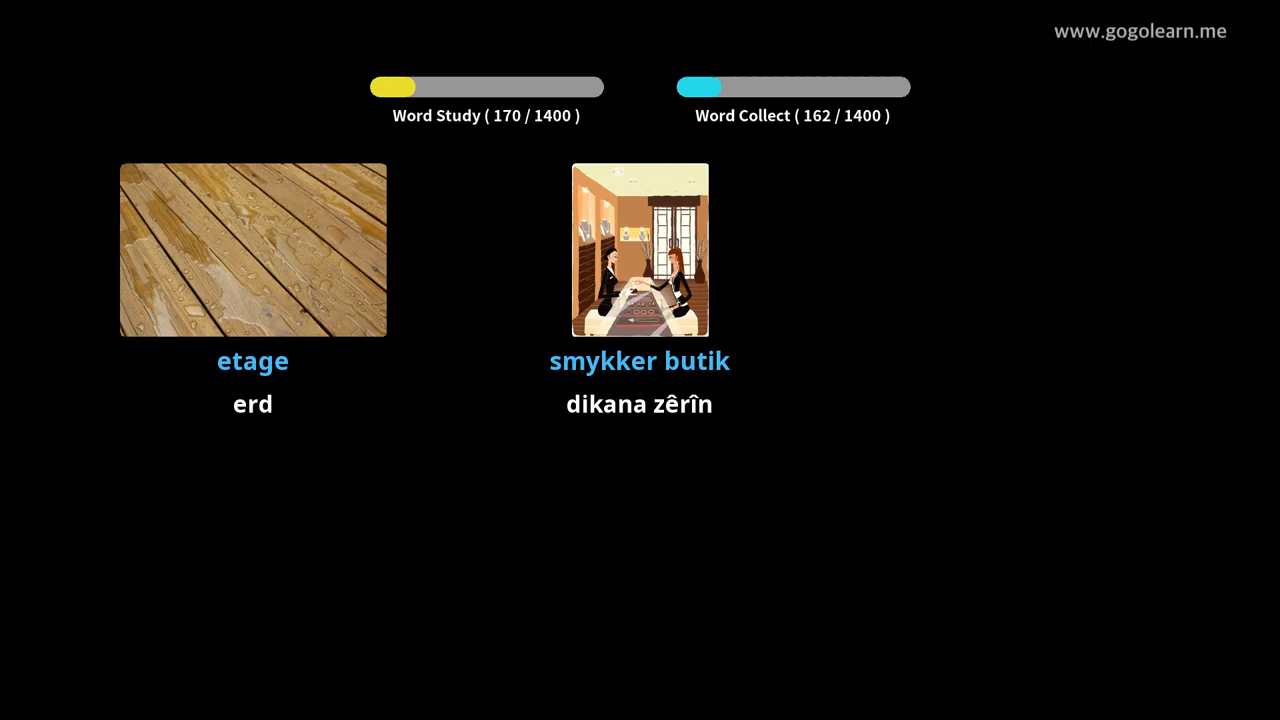 www.gogolearn.me
Word Study ( 170 / 1400 )
Word Collect ( 162 / 1400 )
etage
smykker butik
erd
dikana zêrîn